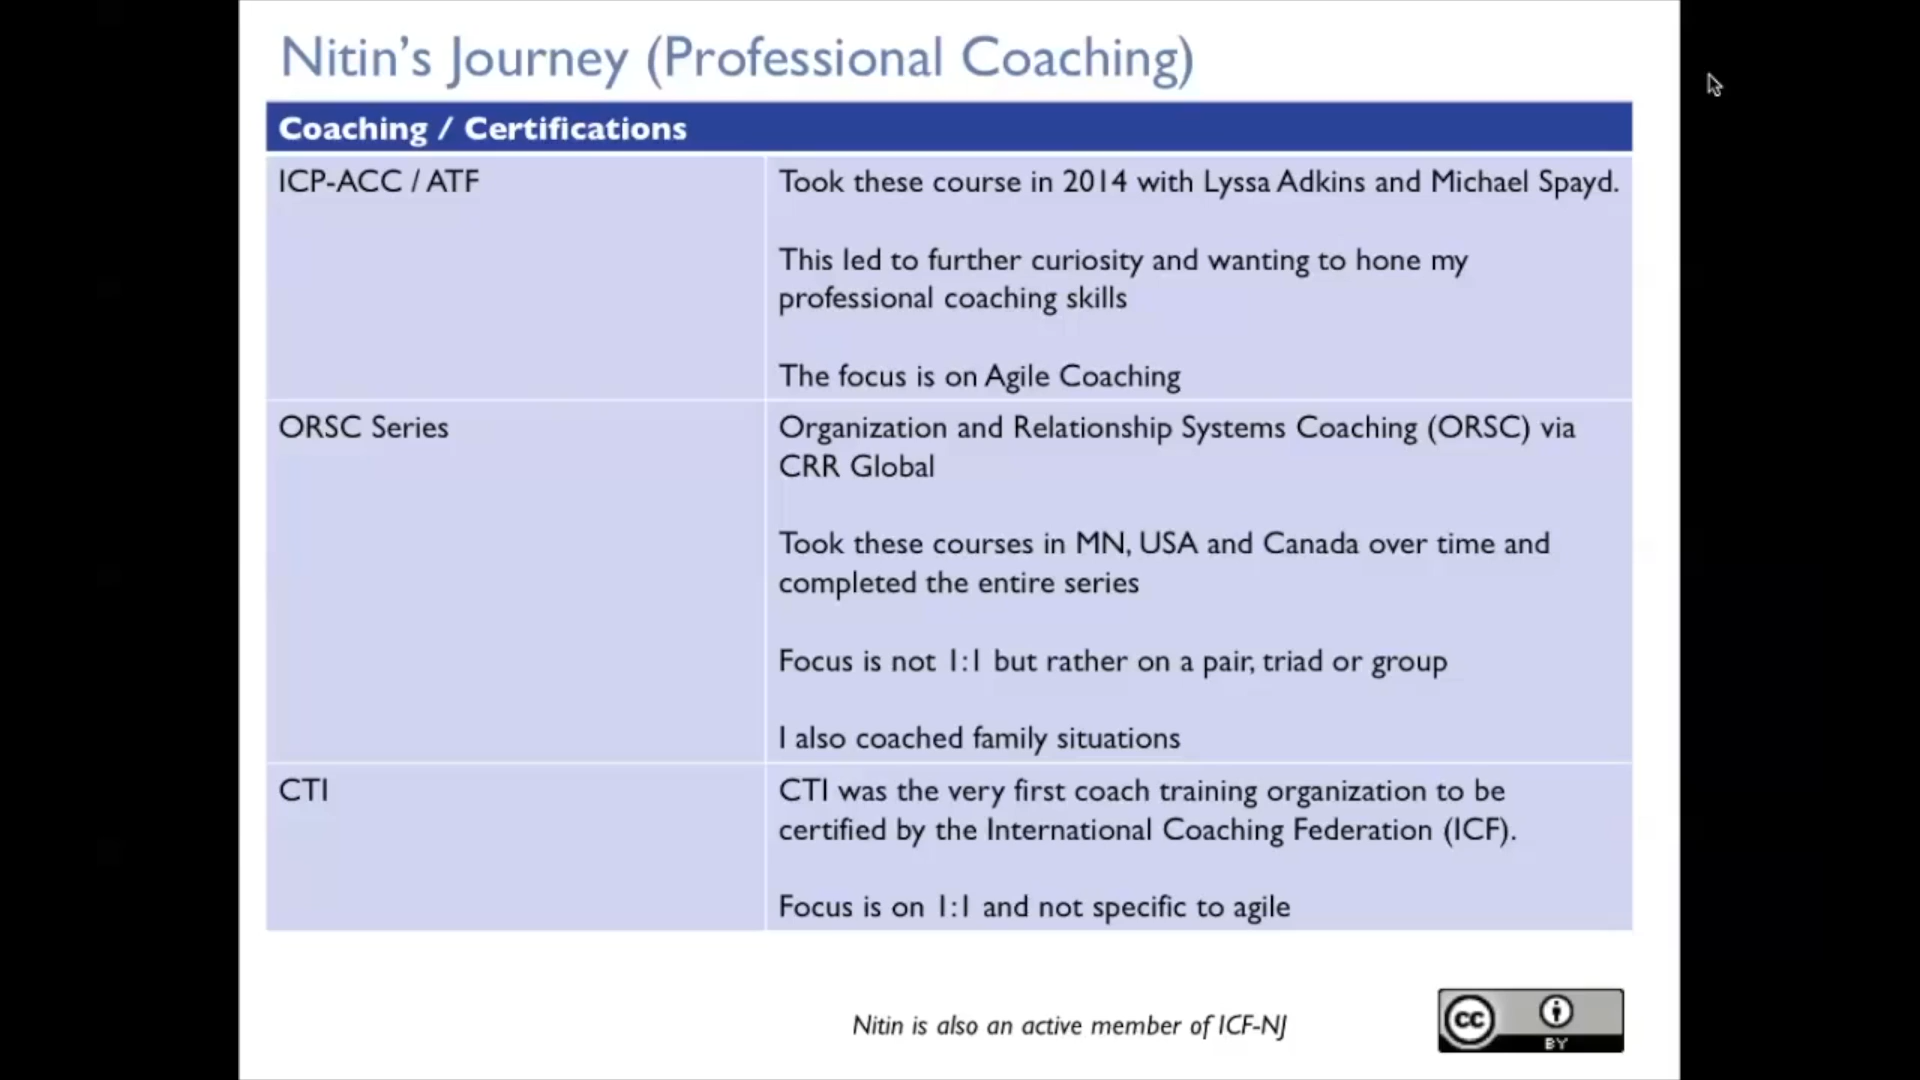 Nitin's Journey (Professional Coaching)
Coaching / Certifications
ICP-ACC / ATF
Took these course in 2014 with Lyssa Adkins and Michael Spayd.
This led to further curiosity and wanting to hone my
professional coaching skills
The focus is on Agile Coaching
ORSC Series
Organization and Relationship Systems Coaching (ORSC) via
CRR Global
Took these courses in MN, USA and Canada over time and
completed the entire series
Focus is not 1:1 but rather on a pair, triad or group
I also coached family situations
CTI
CTI was the very first coach training organization to be
certified by the International Coaching Federation (ICF).
Focus is on 1:1 and not specific to agile
Nitin is also an active member of ICF-NJ
cc
BY